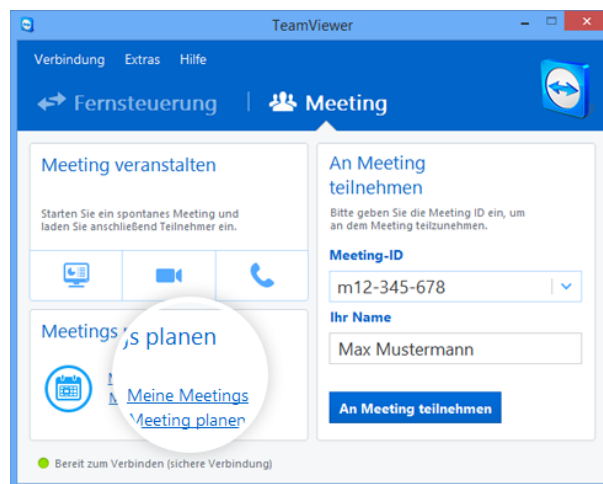 TeamViewer
Verbindung Extras Hilfe
Fernsteuerung
Meeting
Meeting veranstalten
Starten Sie ein spontanes Meeting und
laden Sie anschließend Teilnehmer ein.
Meetings
planen
Meine Meetings
Meeting planen
An Meeting
teilnehmen
Bitte geben Sie die Meeting ID ein, um
an dem Meeting teilzunehmen.
Meeting-ID
m12-345-678
Ihr Name
Max Mustermann
An Meeting teilnehmen
Bereit zum Verbinden (sichere Verbindung)